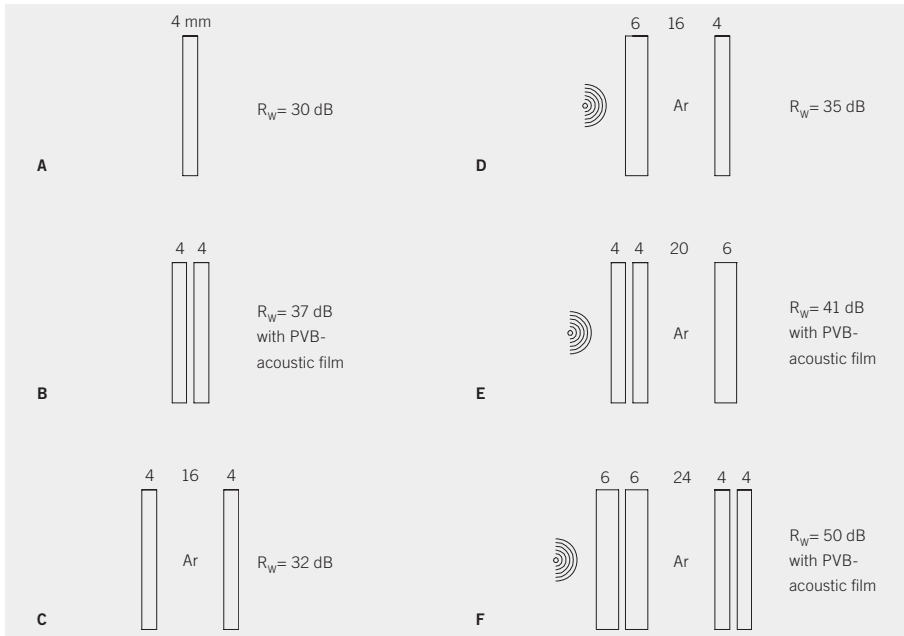 4 mm
R_W= 30 dB
A
4 4
R_W= 37 dB
with PVB-
acoustic film
B
4 16 4
Ar
R_W= 32 dB
C
6 16 4
Ar
R_W= 35 dB
D
4 4 20 6
Ar
R_W= 41 dB
with PVB-
acoustic film
E
6 6 24 4 4
Ar
R_W= 50 dB
with PVB-
acoustic film
F